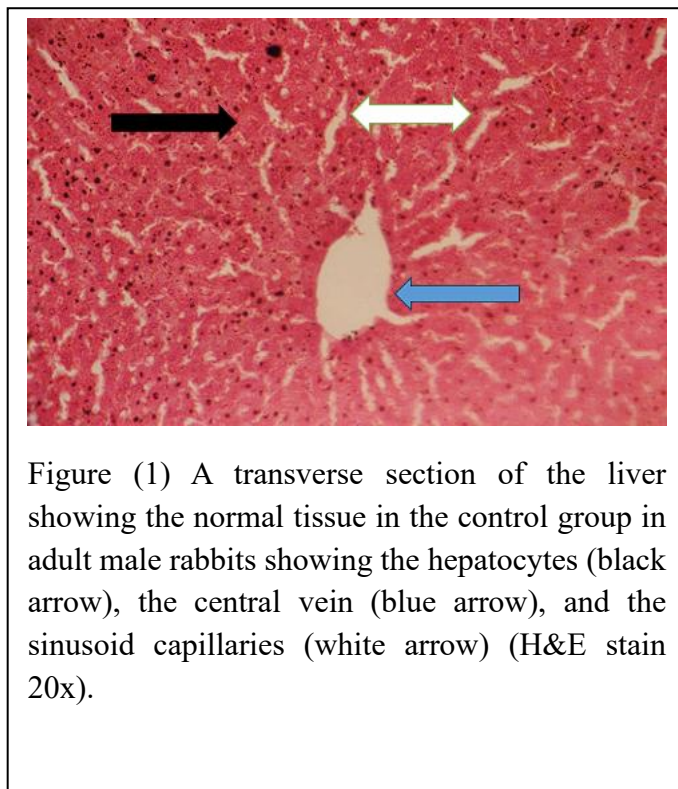 Figure (1) A transverse section of the liver
showing the normal tissue in the control group in
adult male rabbits showing the hepatocytes (black
arrow), the central vein (blue arrow), and the
sinusoid capillaries (white arrow) (H&E stain
20x).